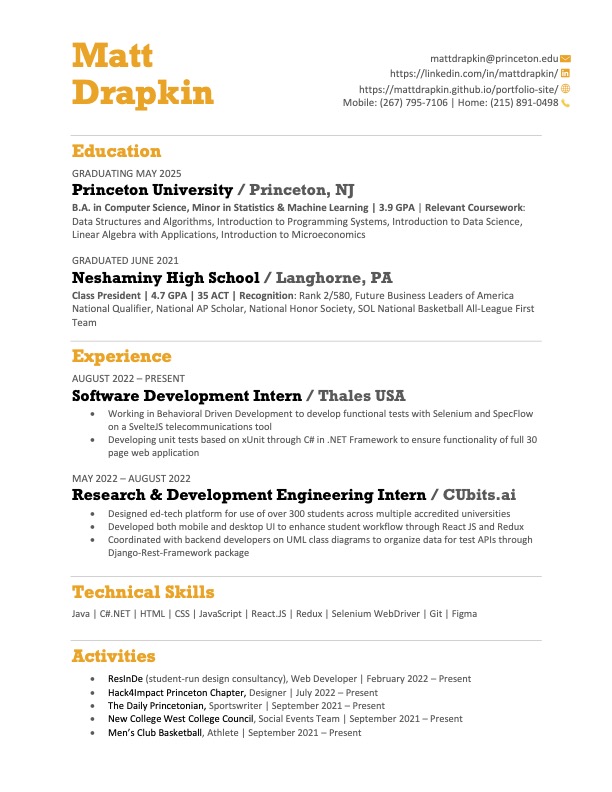 Matt
Drapkin
mattdrapkin@princeton.edu
https://linkedin.com/in/mattdrapkin/
https://mattdrapkin.github.io/portfolio-site/
Mobile: (267) 795-7106 | Home: (215) 891-0498
Education
GRADUATING MAY 2025
Princeton University / Princeton, NJ
B.A. in Computer Science, Minor in Statistics & Machine Learning | 3.9 GPA | Relevant Coursework:
Data Structures and Algorithms, Introduction to Programming Systems, Introduction to Data Science,
Linear Algebra with Applications, Introduction to Microeconomics
GRADUATED JUNE 2021
Neshaminy High School / Langhorne, PA
Class President | 4.7 GPA | 35 ACT | Recognition: Rank 2/580, Future Business Leaders of America
National Qualifier, National AP Scholar, National Honor Society, SOL National Basketball All-League First
Team
Experience
AUGUST 2022 – PRESENT
Software Development Intern / Thales USA
• Working in Behavioral Driven Development to develop functional tests with Selenium and SpecFlow
on a SvelteJS telecommunications tool
• Developing unit tests based on xUnit through C# in .NET Framework to ensure functionality of full 30
page web application
MAY 2022 – AUGUST 2022
Research & Development Engineering Intern / CUbits.ai
• Designed ed-tech platform for use of over 300 students across multiple accredited universities
• Developed both mobile and desktop UI to enhance student workflow through React JS and Redux
• Coordinated with backend developers on UML class diagrams to organize data for test APIs through
Django-Rest-Framework package
Technical Skills
Java | C#.NET | HTML | CSS | JavaScript | React.JS | Redux | Selenium WebDriver | Git | Figma
Activities
• ResInDe (student-run design consultancy), Web Developer | February 2022 – Present
• Hack4Impact Princeton Chapter, Designer | July 2022 – Present
• The Daily Princetonian, Sportswriter | September 2021 – Present
• New College West College Council, Social Events Team | September 2021 – Present
• Men's Club Basketball, Athlete | September 2021 – Present